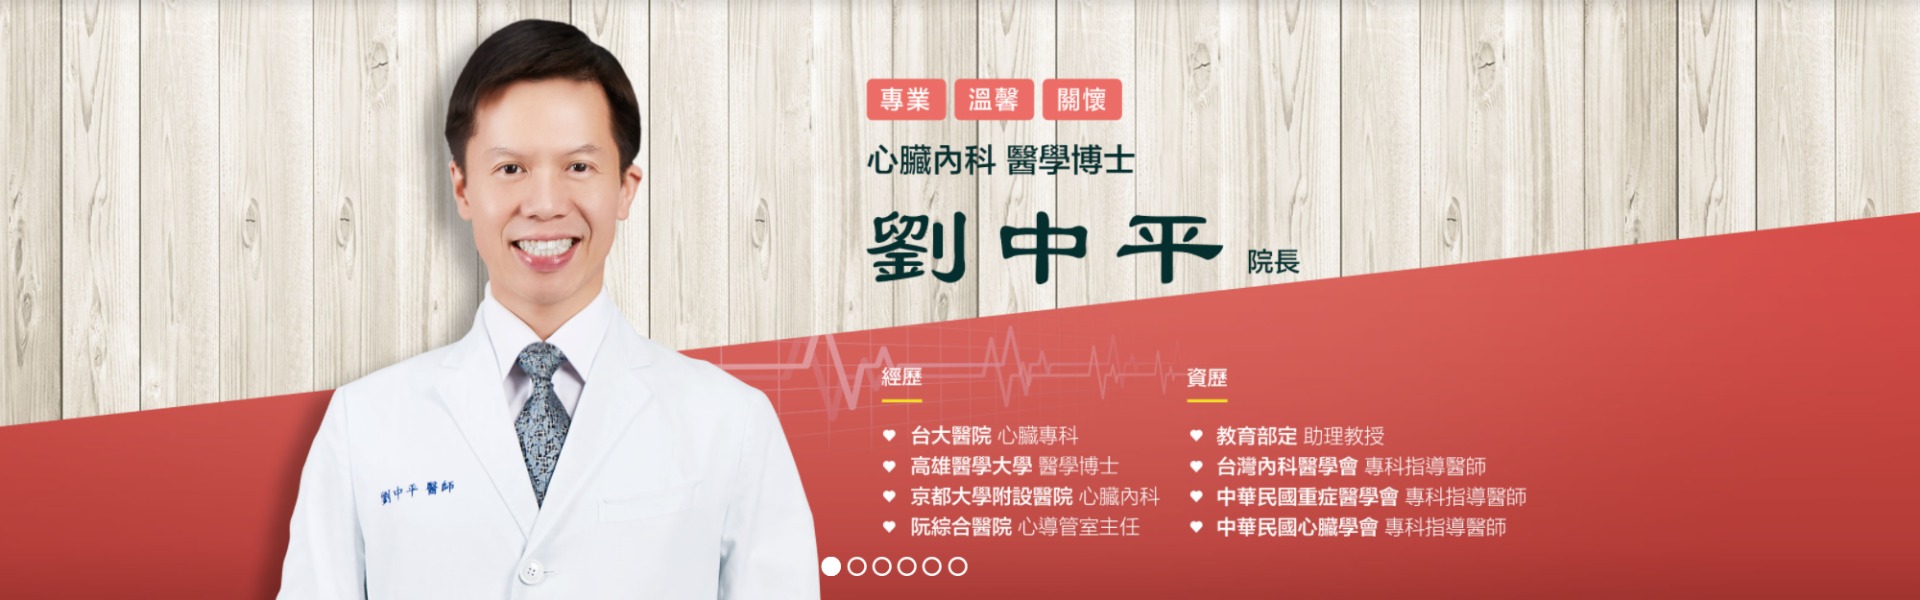 專業 溫馨 關懷
心臟內科 醫學博士
劉中平 院長
經歷
台大醫院 心臟專科
高雄醫學大學 醫學博士
京都大學附設醫院 心臟內科
阮綜合醫院 心導管室主任
資歷
教育部定 助理教授
台灣內科醫學會 專科指導醫師
中華民國重症醫學會 專科指導醫師
中華民國心臟學會 專科指導醫師
劉中平 醫師